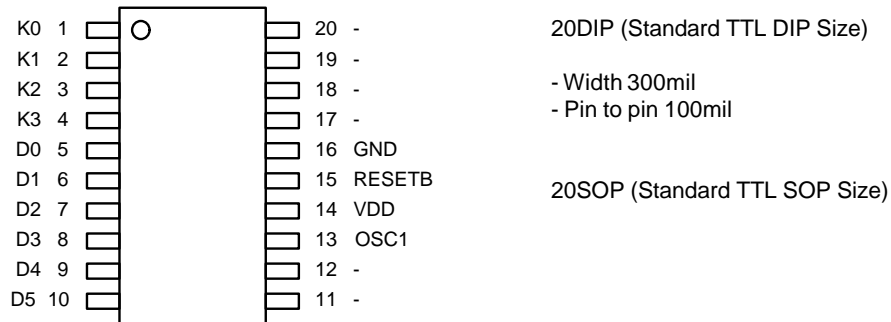 K0 1 20 -
K1 2 19 -
K2 3 18 -
K3 4 17 -
D0 5 16 GND
D1 6 15 RESETB
D2 7 14 VDD
D3 8 13 OSC1
D4 9 12 -
D5 10 11 -
20DIP (Standard TTL DIP Size)
- Width 300mil
- Pin to pin 100mil
20SOP (Standard TTL SOP Size)